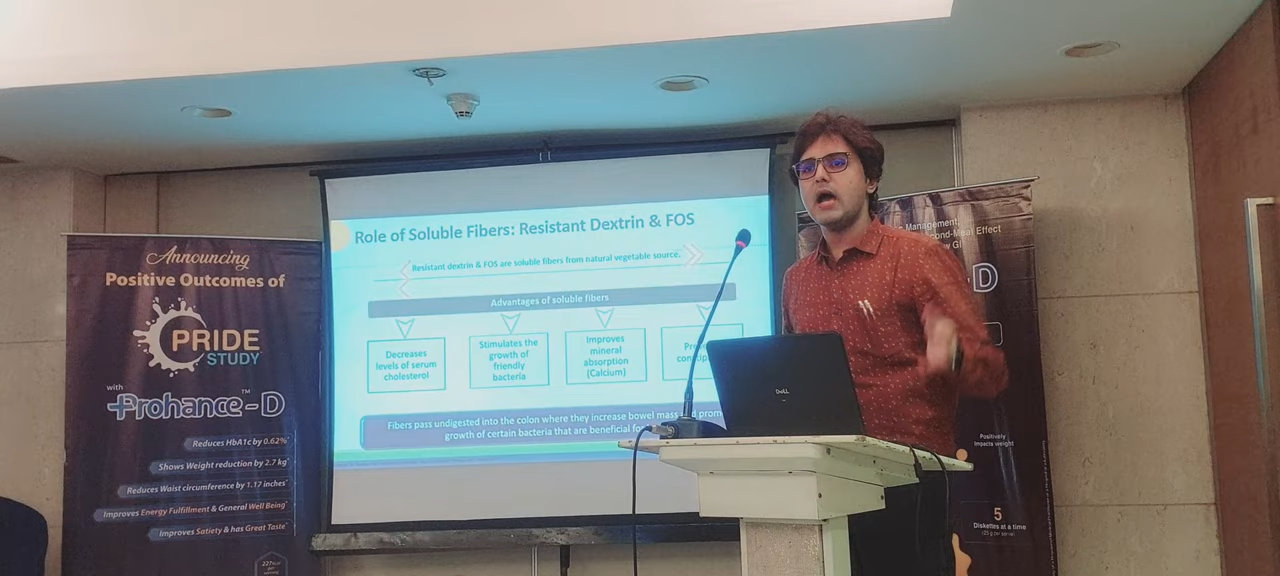 Announcing
Positive Outcomes of
PRIDE
STUDY
with
Prohance-D™
Reduces HbA1c by 0.62%*
Shows Weight reduction by 2.7 kg*
Reduces Waist circumference by 1.17 inches*
Improves Energy Fulfillment & General Well Being*
Improves Satiety & has Great Taste*
Role of Soluble Fibers: Resistant Dextrin & FOS
Resistant dextrin & FOS are soluble fibers from natural vegetable source.
Advantages of soluble fibers
Decreases
levels of serum
cholesterol
Stimulates the
growth of
friendly
bacteria
Improves
mineral
absorption
(Calcium)
Fibers pass undigested into the colon where they increase bowel mass and
growth of certain bacteria that are beneficial
DELL
Management,
Second-Meal Effect
GI
D
Positively
Impacts weight
5
Diskettes at a time